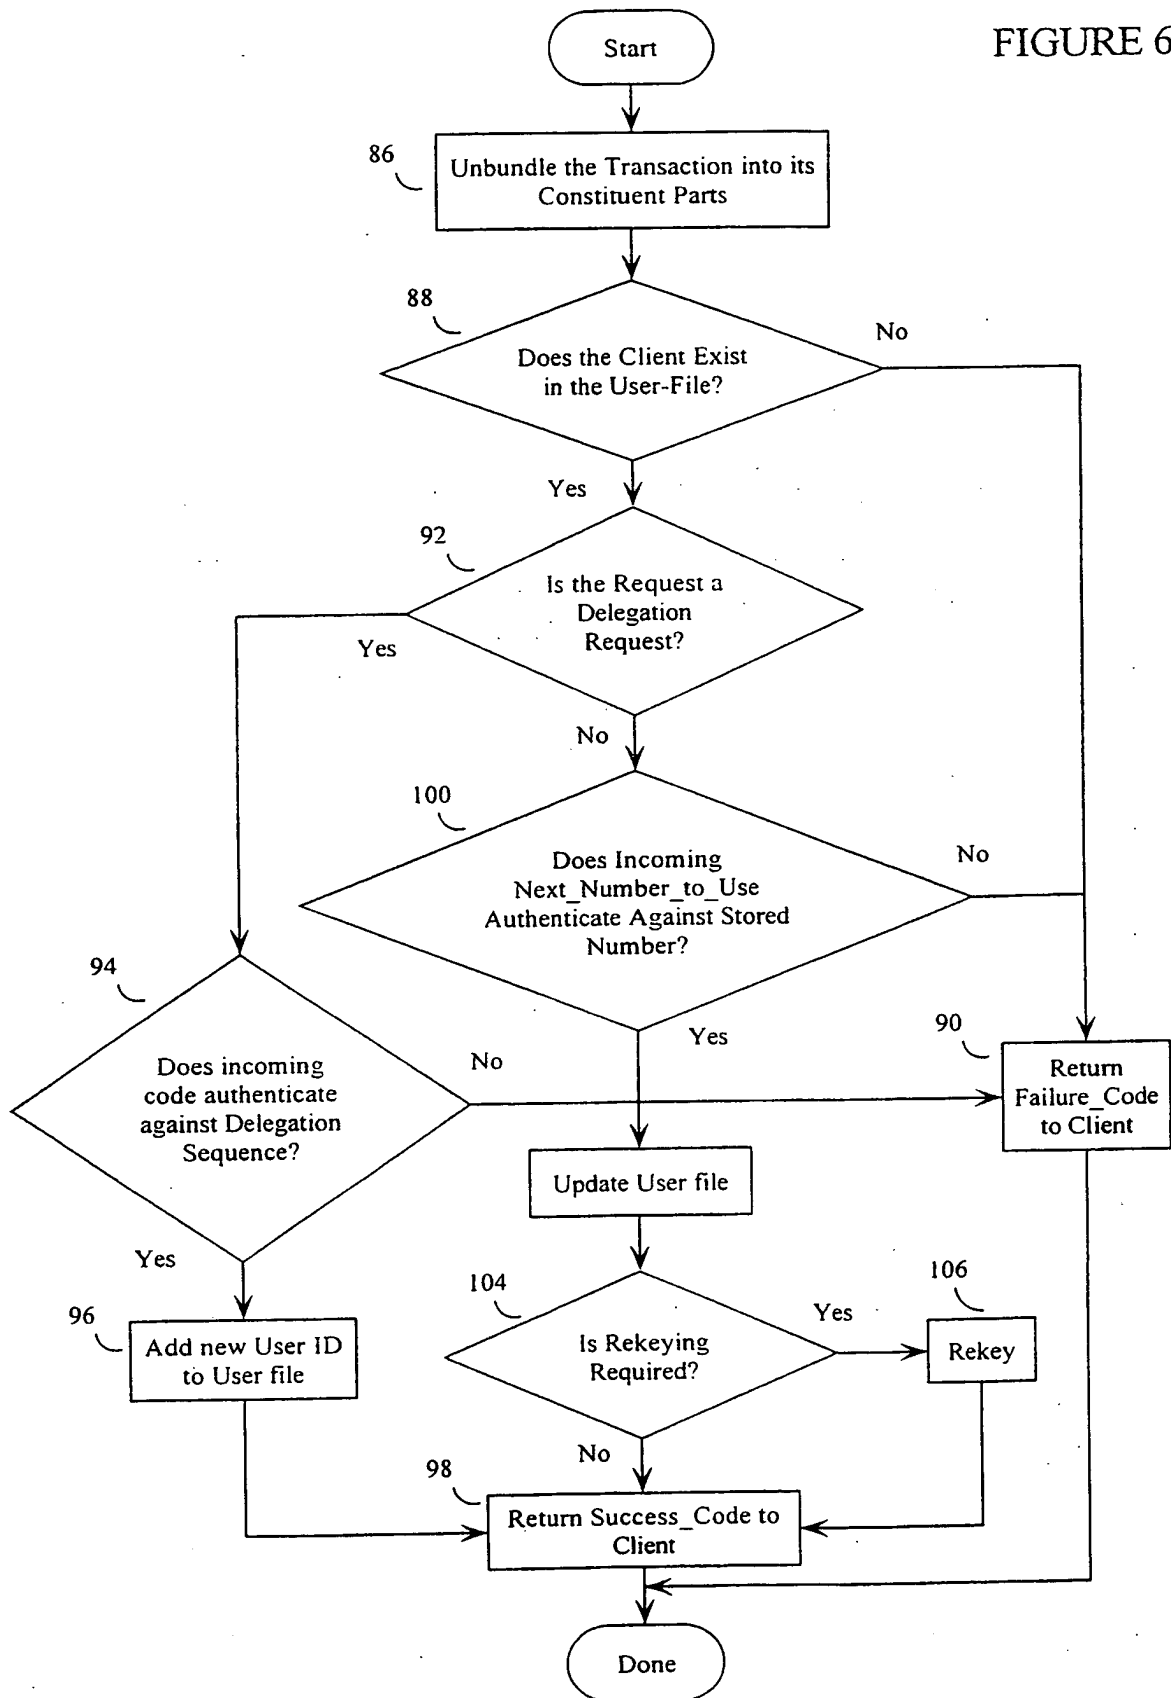 FIGURE 6
Start
86
Unbundle the Transaction into its
Constituent Parts
88
Does the Client Exist
in the User-File?
No
Yes
92
Is the Request a
Delegation
Request?
Yes
No
100
Does Incoming
Next_Number_to_Use
Authenticate Against Stored
Number?
No
Yes
94
Does incoming
code authenticate
against Delegation
Sequence?
No
90
Return
Failure_Code
to Client
Update User file
Yes
96
Add new User ID
to User file
104
Is Rekeying
Required?
Yes
106
Rekey
No
98
Return Success_Code to
Client
Done